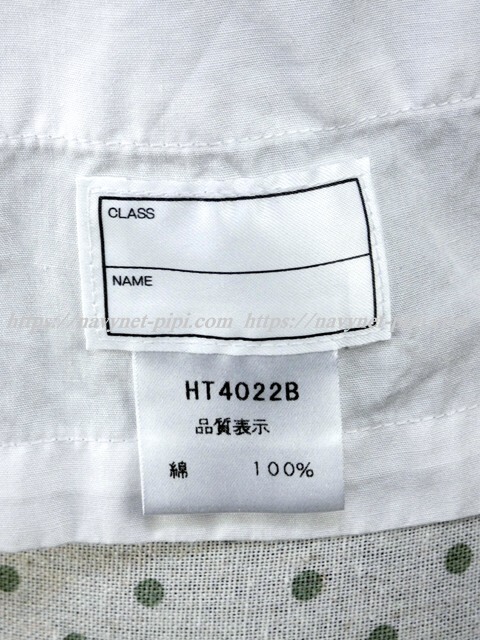 CLASS
NAME
https://navynet-pipi.com https://navynet-p
HT4022B
品質表示
綿 100%